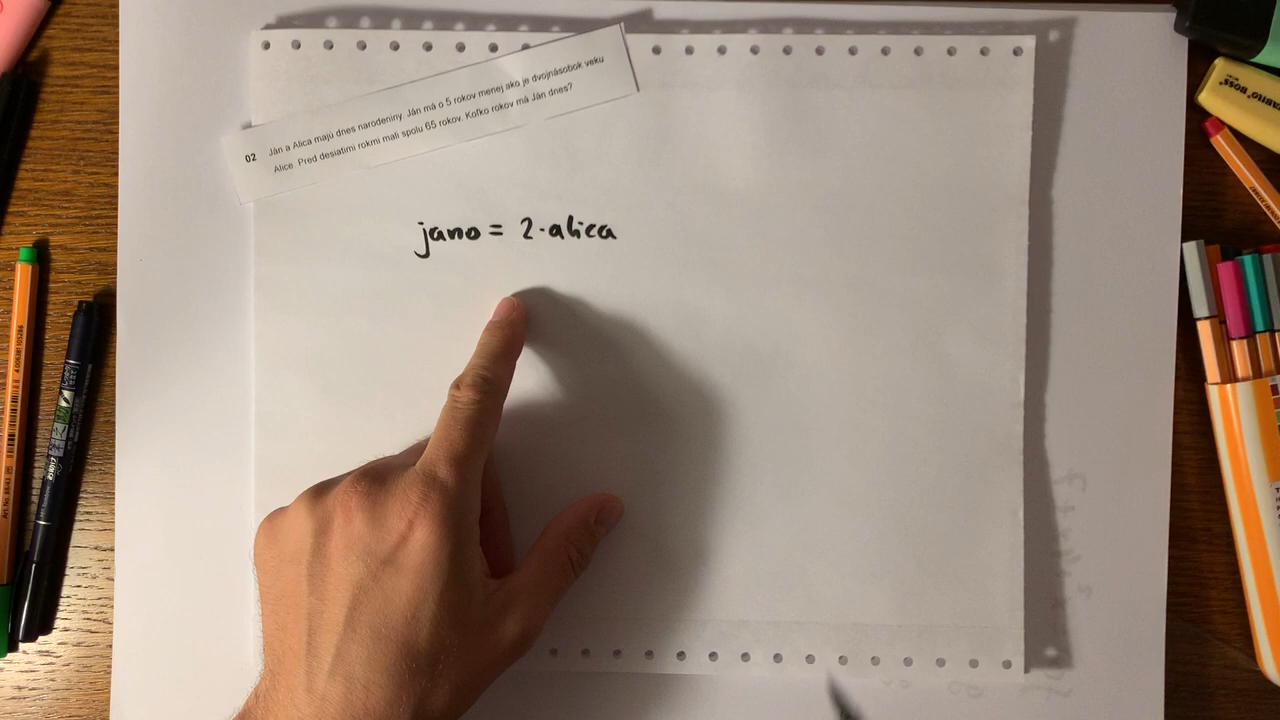 02 Ján a Alica majú dnes narodeniny. Ján má o 5 rokov menej ako je dvojnásobok veku
Alice. Pred desiatimi rokmi mali spolu 65 rokov. Koľko rokov má Ján dnes?
jano = 2·alica
BOSS